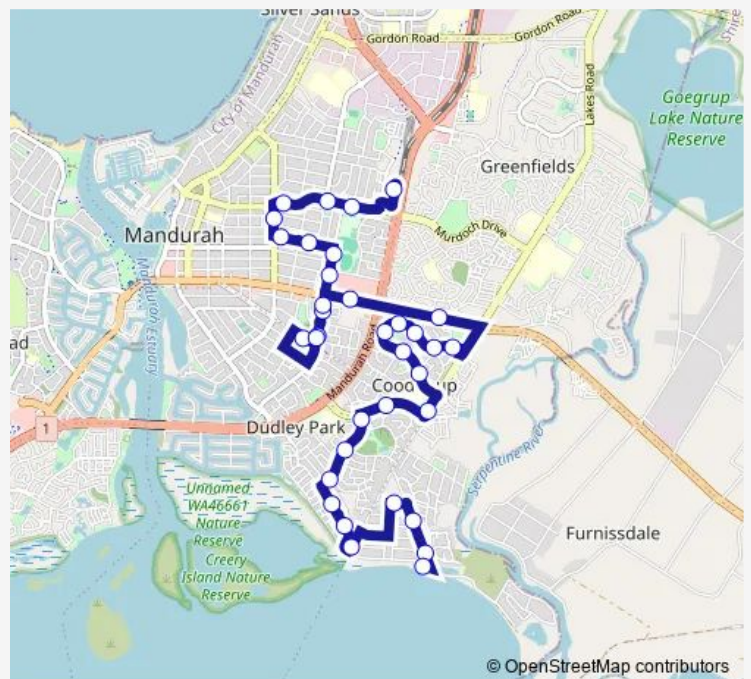 Silver Sands
Gordon Road
Gordon Road
Shire
City of Mandurah
Lakes Road
Goegrup
Lake Nature
Reserve
Greenfields
Murdoch Drive
Mandurah
Mandurah Estuary
ad
Mandurah Road
1
Dudley Park
Serpentine River
Unnamed
WA46661
Nature
Reserve
Creery
Island Nature
Reserve
Furnissdale
© OpenStreetMap contributors